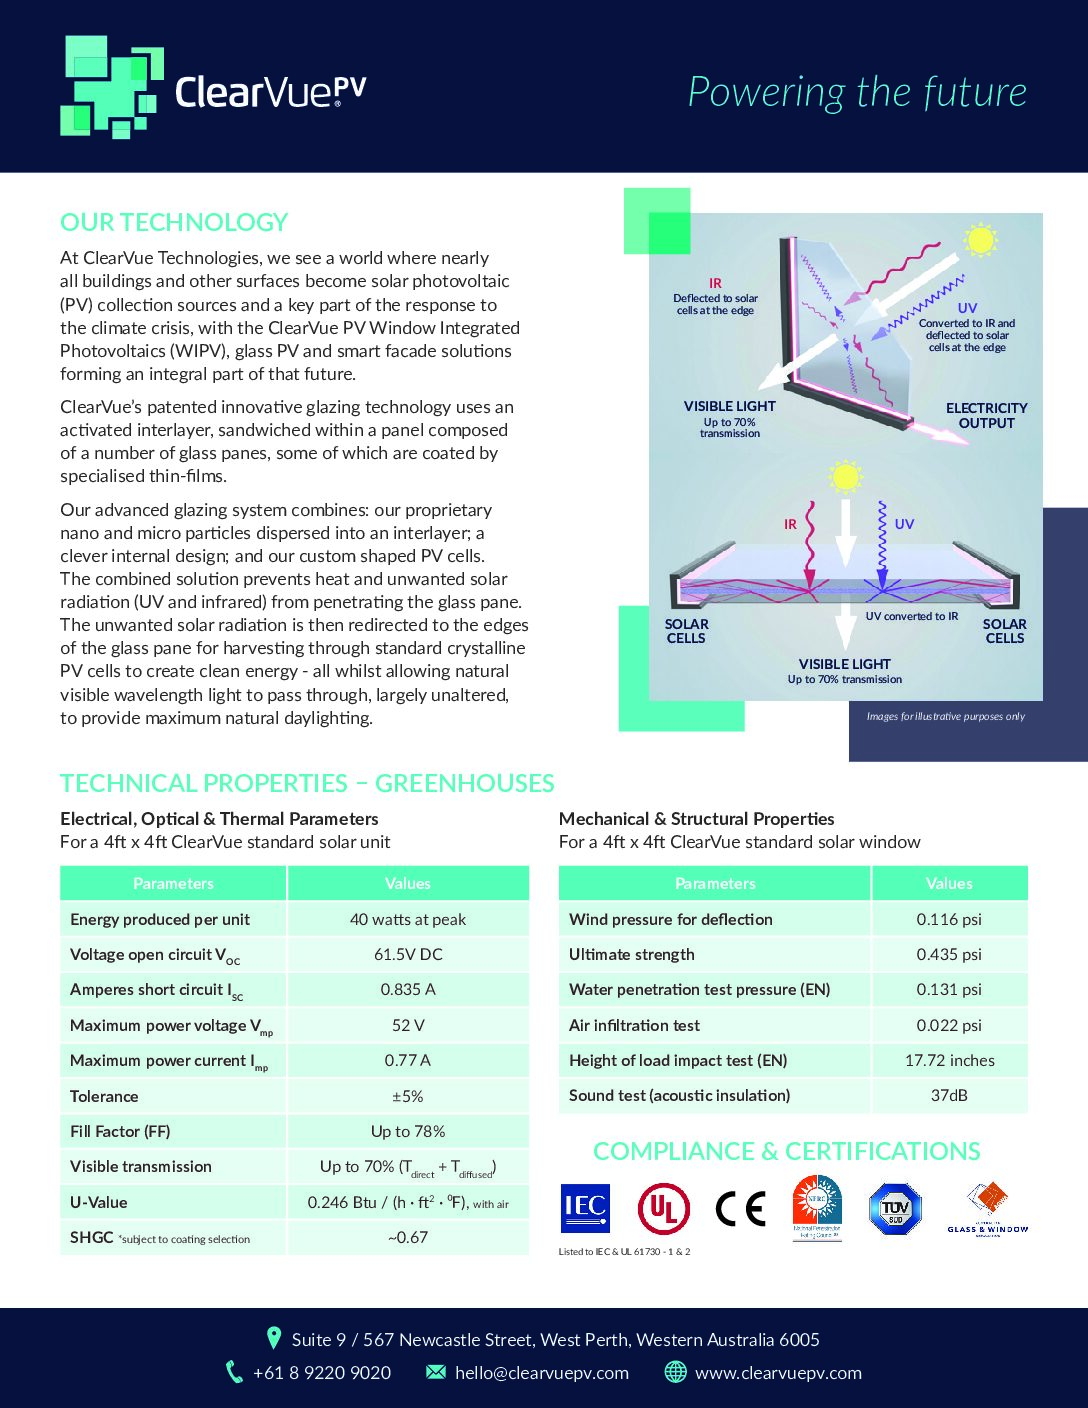 ClearVuePV®
Powering the future
OUR TECHNOLOGY
At ClearVue Technologies, we see a world where nearly
all buildings and other surfaces become solar photovoltaic
(PV) collection sources and a key part of the response to
the climate crisis, with the ClearVue PV Window Integrated
Photovoltaics (WIPV), glass PV and smart facade solutions
forming an integral part of that future.
ClearVue's patented innovative glazing technology uses an
activated interlayer, sandwiched within a panel composed
of a number of glass panes, some of which are coated by
specialised thin-films.
Our advanced glazing system combines: our proprietary
nano and micro particles dispersed into an interlayer; a
clever internal design; and our custom shaped PV cells.
The combined solution prevents heat and unwanted solar
radiation (UV and infrared) from penetrating the glass pane.
The unwanted solar radiation is then redirected to the edges
of the glass pane for harvesting through standard crystalline
PV cells to create clean energy - all whilst allowing natural
visible wavelength light to pass through, largely unaltered,
to provide maximum natural daylighting.
IR
Deflected to solar
cells at the edge
UV
Converted to IR and
deflected to solar
cells at the edge
VISIBLE LIGHT
Up to 70%
transmission
ELECTRICITY
OUTPUT
IR
UV
UV converted to IR
SOLAR
CELLS
SOLAR
CELLS
VISIBLE LIGHT
Up to 70% transmission
Images for illustrative purposes only
TECHNICAL PROPERTIES – GREENHOUSES
Electrical, Optical & Thermal Parameters
For a 4ft x 4ft ClearVue standard solar unit
Parameters Values
Energy produced per unit 40 watts at peak
Voltage open circuit VOC 61.5V DC
Amperes short circuit ISC 0.835 A
Maximum power voltage Vmp 52 V
Maximum power current Imp 0.77 A
Tolerance ±5%
Fill Factor (FF) Up to 78%
Visible transmission Up to 70% (Tdirect + Tdiffused)
U-Value 0.246 Btu / (h · ft² · ⁰F), with air
SHGC *subject to coating selection ~0.67
Mechanical & Structural Properties
For a 4ft x 4ft ClearVue standard solar window
Parameters Values
Wind pressure for deflection 0.116 psi
Ultimate strength 0.435 psi
Water penetration test pressure (EN) 0.131 psi
Air infiltration test 0.022 psi
Height of load impact test (EN) 17.72 inches
Sound test (acoustic insulation) 37dB
COMPLIANCE & CERTIFICATIONS
IEC
UL
CE
NFRC
National Fenestration
Rating Council
TÜV
SÜD
GLASS & WINDOW
Listed to IEC & UL 61730 - 1 & 2
Suite 9 / 567 Newcastle Street, West Perth, Western Australia 6005
+61 8 9220 9020 hello@clearvuepv.com www.clearvuepv.com